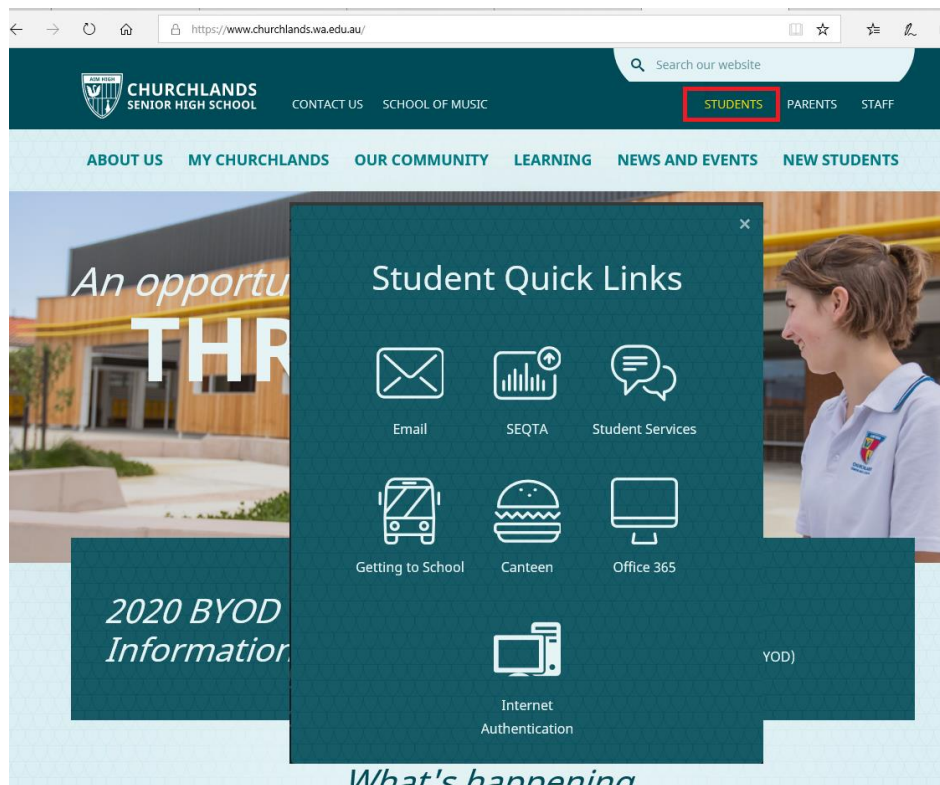 https://www.churchlands.wa.edu.au/
Search our website
AIM HIGH
CHURCHLANDS
SENIOR HIGH SCHOOL
CONTACT US
SCHOOL OF MUSIC
STUDENTS
PARENTS
STAFF
ABOUT US
MY CHURCHLANDS
OUR COMMUNITY
LEARNING
NEWS AND EVENTS
NEW STUDENTS
An opportu
THR
Student Quick Links
Email
SEQTA
Student Services
Getting to School
Canteen
Office 365
Internet
Authentication
2020 BYOD
Information
YOD)
What's happening